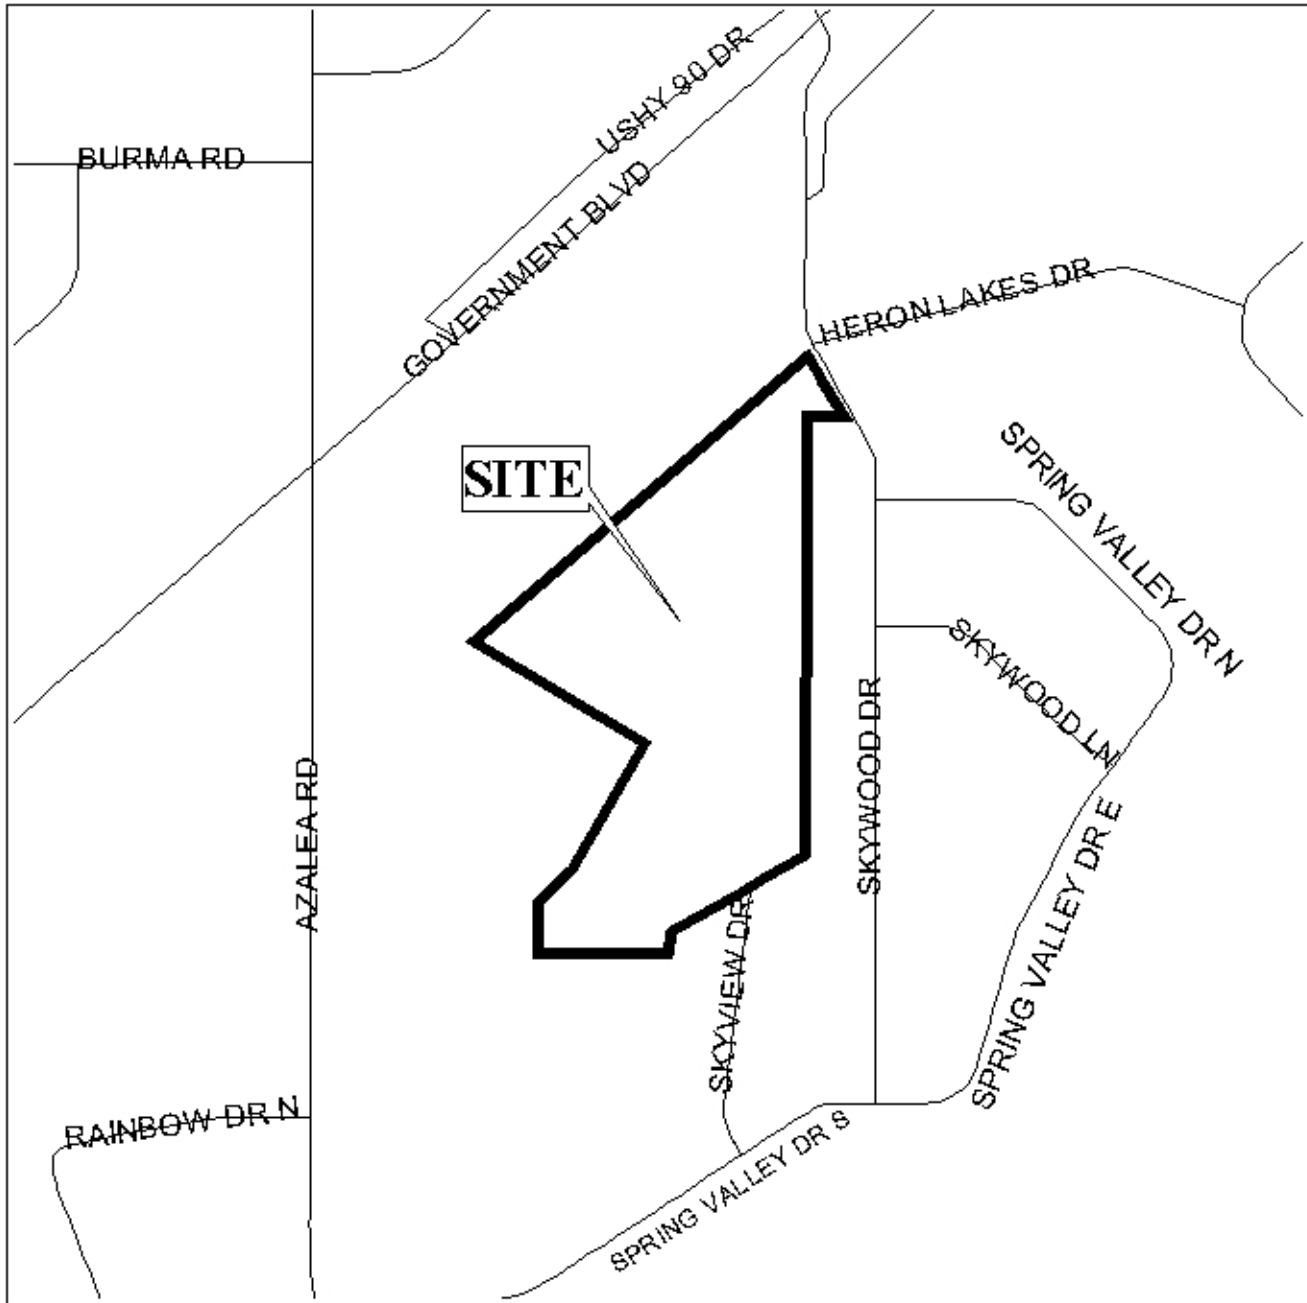 USHY 90 DR
BURMA RD
GOVERNMENT BLVD
HERON LAKES DR
SITE
SPRING VALLEY DR N
SKYWOOD LN
SKYWOOD DR
AZALEA RD
SPRING VALLEY DR E
SKYVIEW DR
RAINBOW DR N
SPRING VALLEY DR S